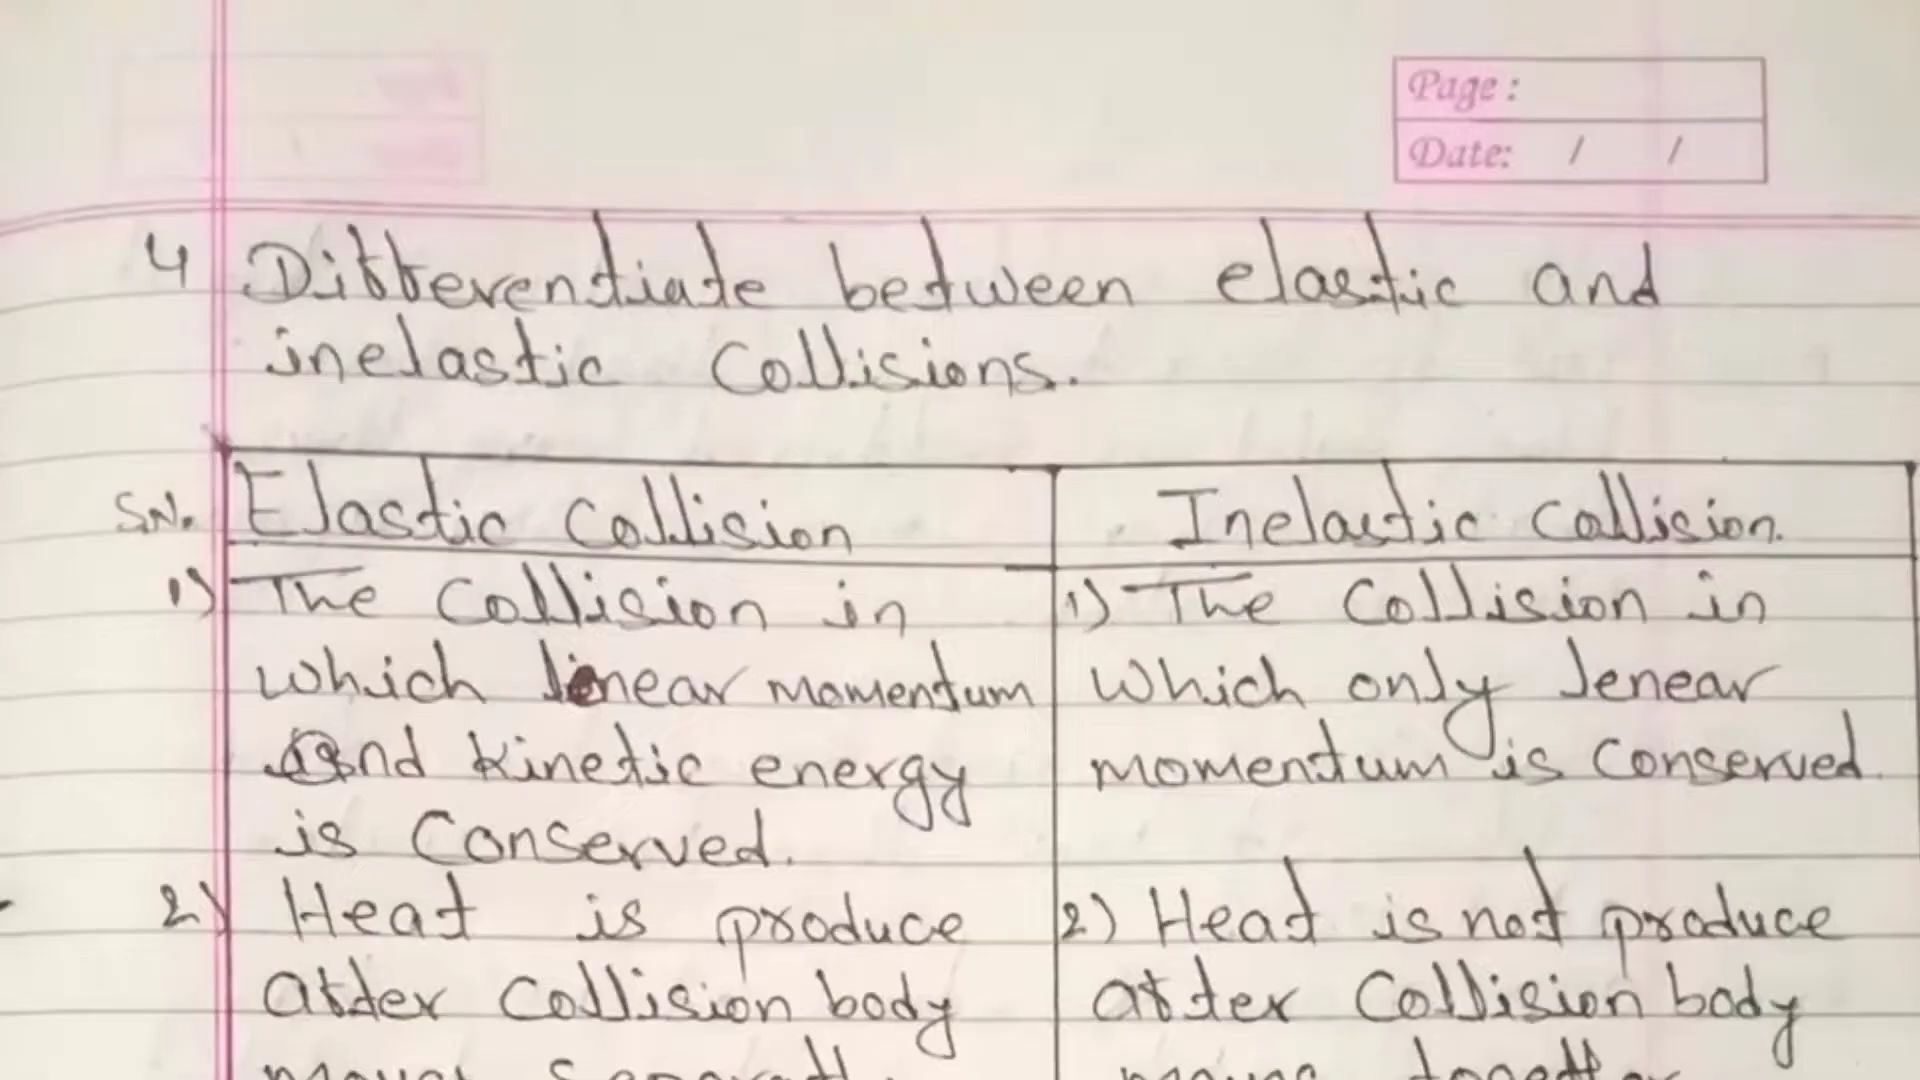 Page :
Date: / /
4 Differentiate between elastic and
inelastic Collisions.
S.N. Elastic Collision
Inelastic Collision.
1) The Collision in
which linear momentum
and kinetic energy
is Conserved.
1) The Collision in
which only lenear
momentum is Conserved.
2) Heat is produce
after Collision body
2) Heat is not produce
after Collision body